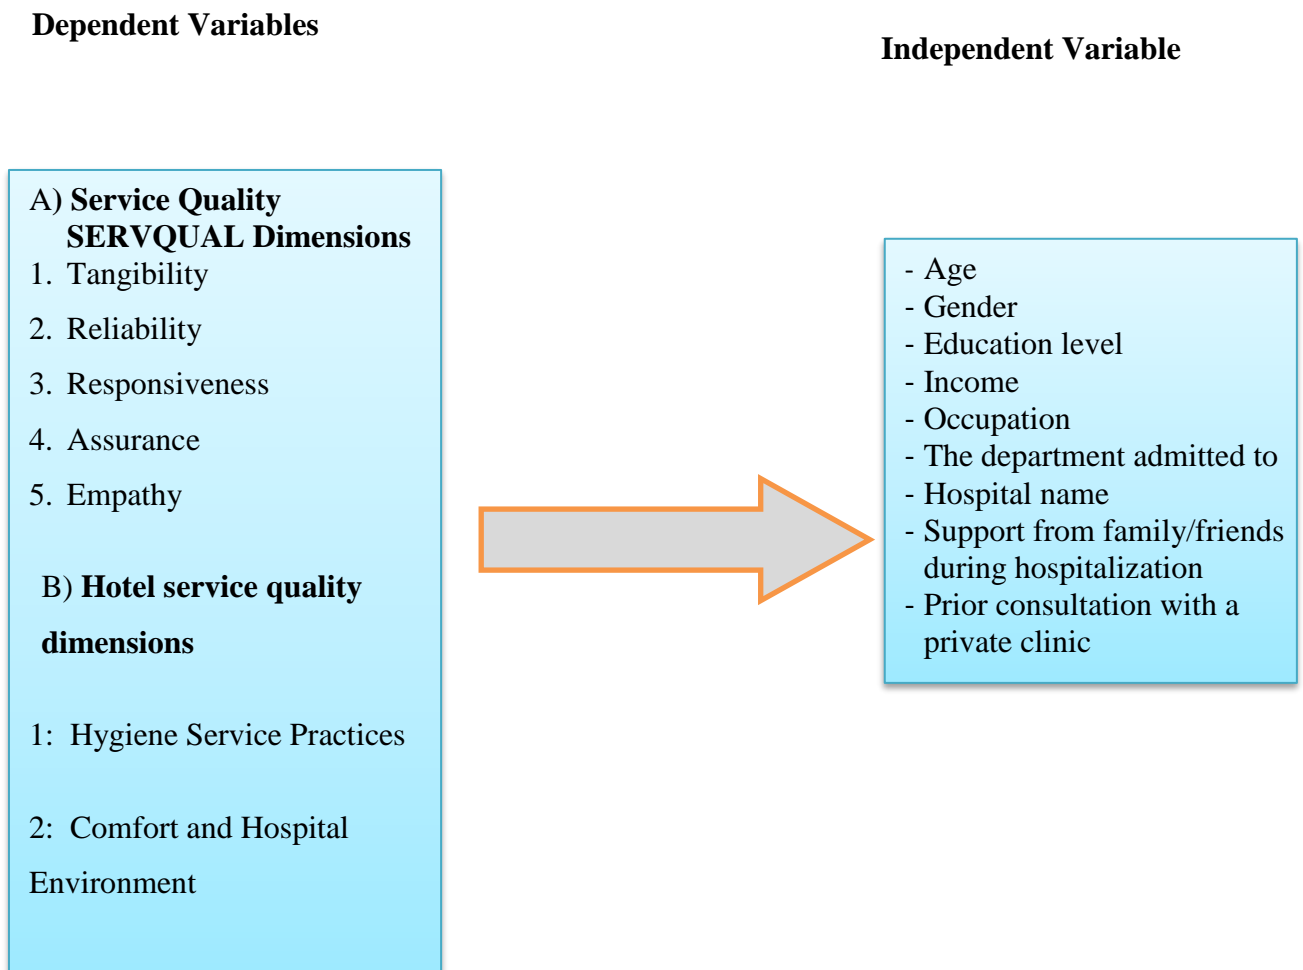 Dependent Variables
Independent Variable
A) Service Quality
SERVQUAL Dimensions
1. Tangibility
2. Reliability
3. Responsiveness
4. Assurance
5. Empathy
B) Hotel service quality
dimensions
1: Hygiene Service Practices
2: Comfort and Hospital
Environment
- Age
- Gender
- Education level
- Income
- Occupation
- The department admitted to
- Hospital name
- Support from family/friends
during hospitalization
- Prior consultation with a
private clinic